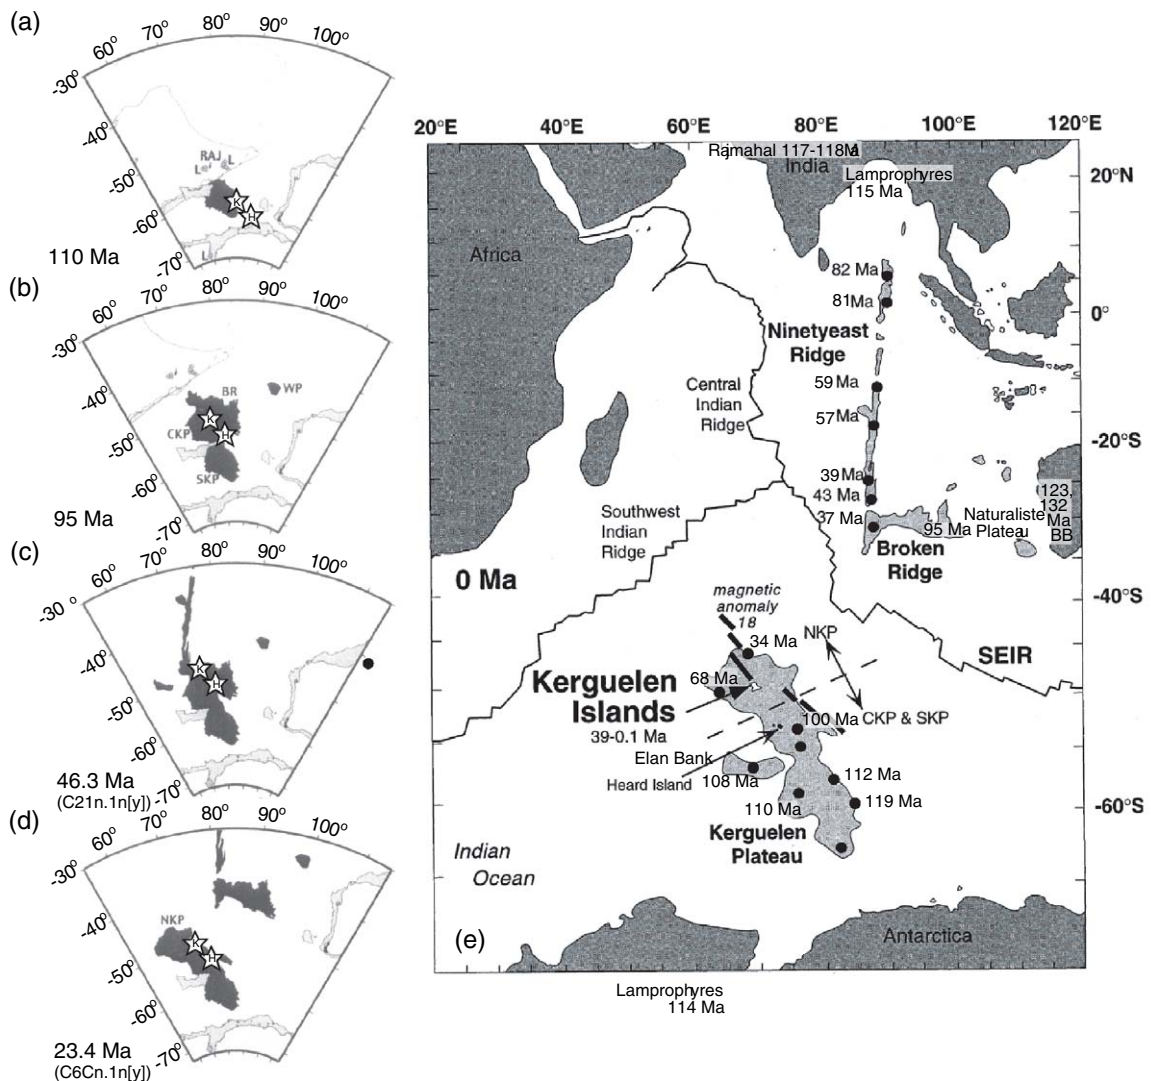 (a)
60°
70°
80°
90°
100°
-30°
-40°
-50°
-60°
-70°
RAJ
L
L
K
H
L
110 Ma
(b)
60°
70°
80°
90°
100°
-30°
-40°
-50°
-60°
-70°
BR
WP
K
H
CKP
SKP
95 Ma
(c)
60°
70°
80°
90°
100°
-30°
-40°
-50°
-60°
-70°
K
H
46.3 Ma
(C21n.1n[y])
(d)
60°
70°
80°
90°
100°
-30°
-40°
-50°
-60°
-70°
NKP
K
H
23.4 Ma
(C6Cn.1n[y])
20°E
40°E
60°E
80°E
100°E
120°E
20°N
0°
-20°S
-40°S
-60°S
Rajmahal 117-118Ma
India
Lamprophyres
115 Ma
Africa
82 Ma
81Ma
Ninetyeast
Ridge
59 Ma
57 Ma
Central
Indian
Ridge
39 Ma
43 Ma
37 Ma
95 Ma
Naturaliste
Plateau
123,
132
Ma
BB
Broken
Ridge
Southwest
Indian
Ridge
0 Ma
magnetic
anomaly
18
34 Ma
NKP
SEIR
68 Ma
Kerguelen
Islands
39-0.1 Ma
100 Ma
CKP & SKP
Elan Bank
Heard Island
108 Ma
112 Ma
110 Ma
119 Ma
Kerguelen
Plateau
Indian
Ocean
(e)
Antarctica
Lamprophyres
114 Ma